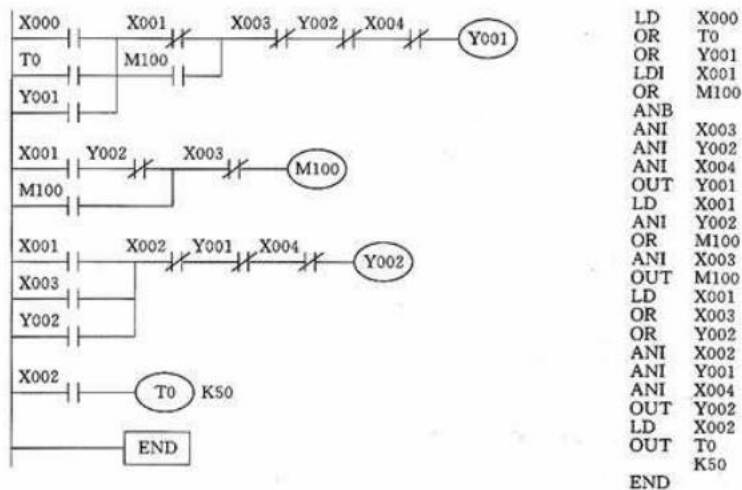 X000 X001 X003 Y002 X004 Y001
T0 M100
Y001
X001 Y002 X003 M100
M100
X001 X002 Y001 X004 Y002
X003
Y002
X002 T0 K50
END
LD X000
OR T0
OR Y001
LDI X001
OR M100
ANB
ANI X003
ANI Y002
ANI X004
OUT Y001
LD X001
ANI Y002
OR M100
ANI X003
OUT M100
LD X001
OR X003
OR Y002
ANI X002
ANI Y001
ANI X004
OUT Y002
LD X002
OUT T0
K50
END